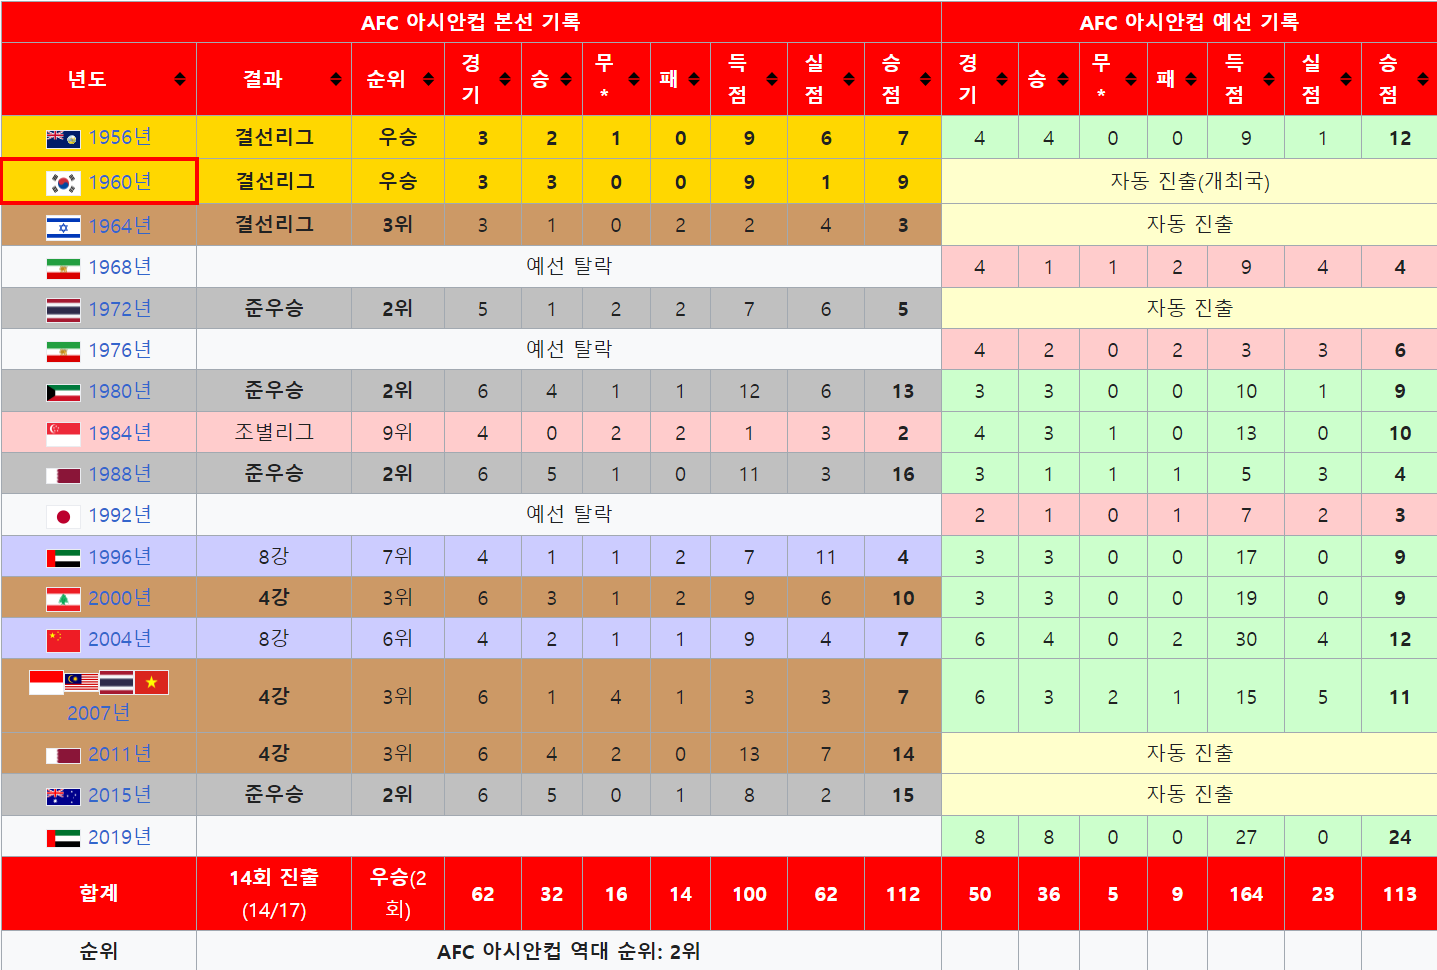 AFC 아시안컵 본선 기록 AFC 아시안컵 예선 기록
년도 결과 순위 경기 승 무* 패 득점 실점 승점 경기 승 무* 패 득점 실점 승점
1956년 결선리그 우승 3 2 1 0 9 6 7 4 4 0 0 9 1 12
1960년 결선리그 우승 3 3 0 0 9 1 9 자동 진출(개최국)
1964년 결선리그 3위 3 1 0 2 2 4 3 자동 진출
1968년 예선 탈락 4 1 1 2 9 4 4
1972년 준우승 2위 5 1 2 2 7 6 5 자동 진출
1976년 예선 탈락 4 2 0 2 3 3 6
1980년 준우승 2위 6 4 1 1 12 6 13 3 3 0 0 10 1 9
1984년 조별리그 9위 4 0 2 2 1 3 2 4 3 1 0 13 0 10
1988년 준우승 2위 6 5 1 0 11 3 16 3 1 1 1 5 3 4
1992년 예선 탈락 2 1 0 1 7 2 3
1996년 8강 7위 4 1 1 2 7 11 4 3 3 0 0 17 0 9
2000년 4강 3위 6 3 1 2 9 6 10 3 3 0 0 19 0 9
2004년 8강 6위 4 2 1 1 9 4 7 6 4 0 2 30 4 12
2007년 4강 3위 6 1 4 1 3 3 7 6 3 2 1 15 5 11
2011년 4강 3위 6 4 2 0 13 7 14 자동 진출
2015년 준우승 2위 6 5 0 1 8 2 15 자동 진출
2019년 8 8 0 0 27 0 24
합계 14회 진출 (14/17) 우승(2회) 62 32 16 14 100 62 112 50 36 5 9 164 23 113
순위 AFC 아시안컵 역대 순위: 2위